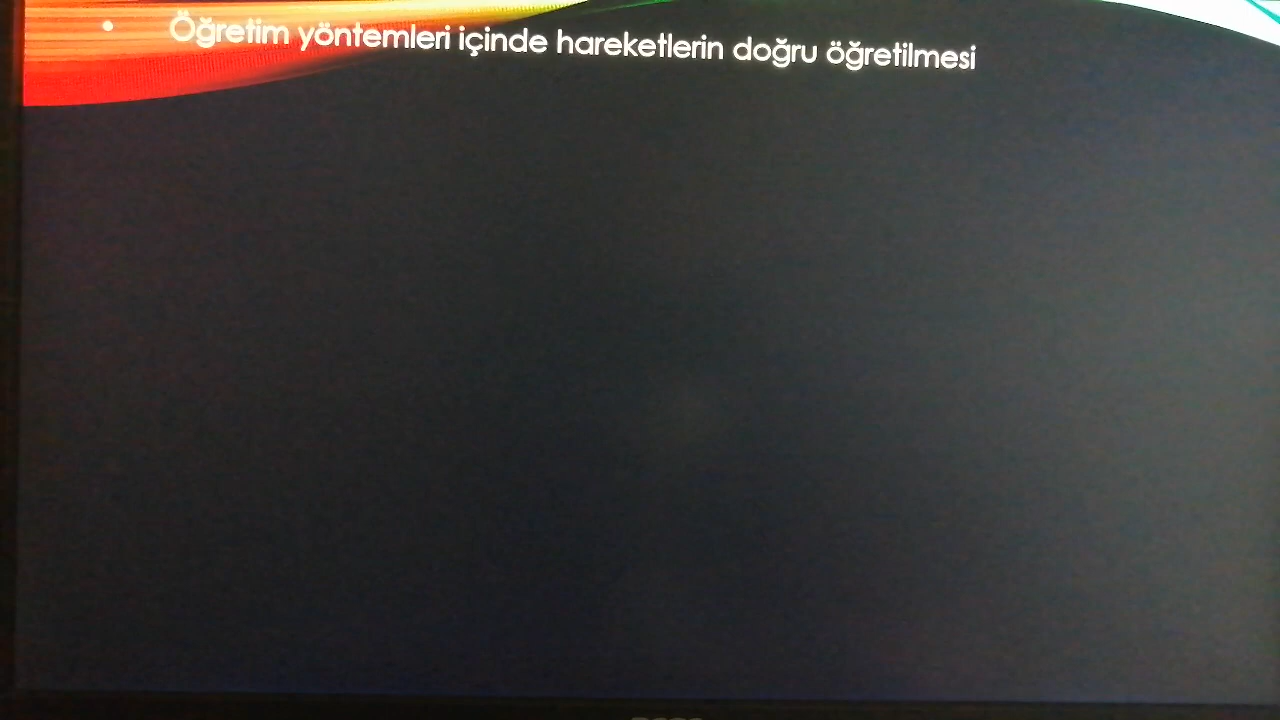 • Öğretim yöntemleri içinde hareketlerin doğru öğretilmesi